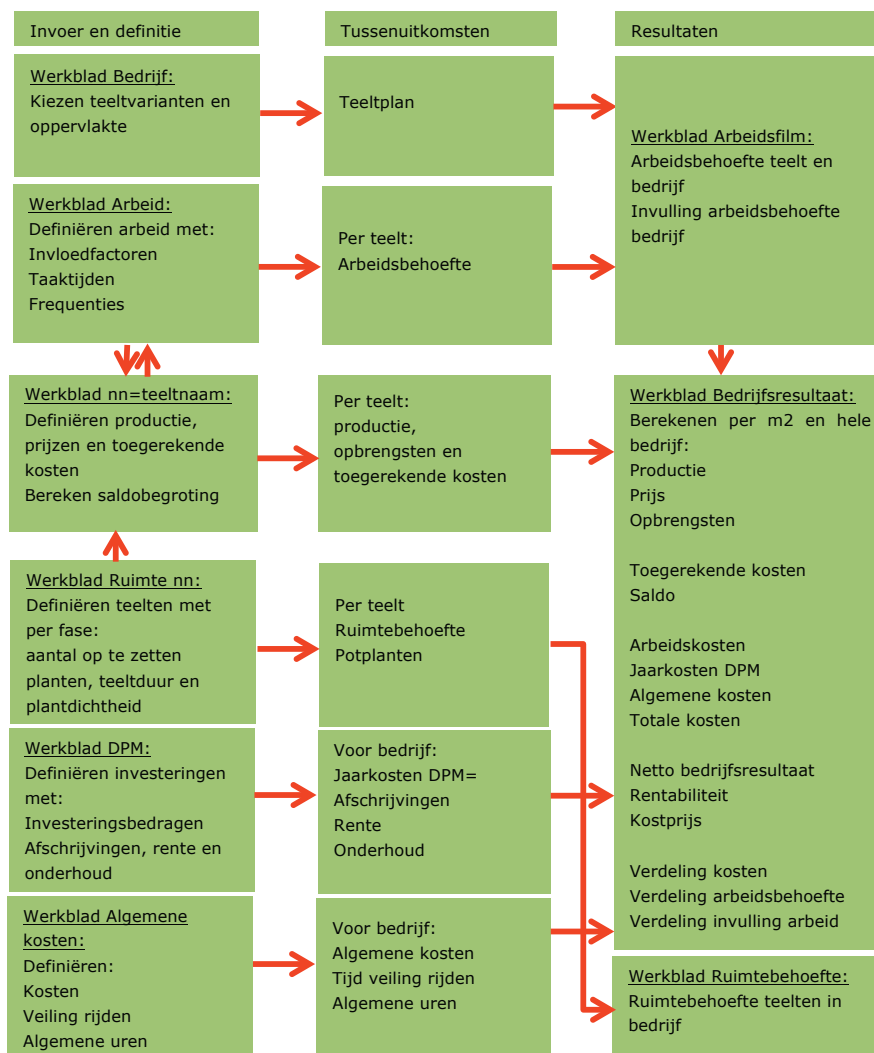 Invoer en definitie
Tussenuitkomsten
Resultaten
Werkblad Bedrijf:
Kiezen teeltvarianten en
oppervlakte
Teeltplan
Werkblad Arbeidsfilm:
Arbeidsbehoefte teelt en
bedrijf
Invulling arbeidsbehoefte
bedrijf
Werkblad Arbeid:
Definiëren arbeid met:
Invloedfactoren
Taaktijden
Frequenties
Per teelt:
Arbeidsbehoefte
Werkblad nn=teeltnaam:
Definiëren productie,
prijzen en toegerekende
kosten
Bereken saldobegroting
Per teelt:
productie,
opbrengsten en
toegerekende kosten
Werkblad Bedrijfsresultaat:
Berekenen per m2 en hele
bedrijf:
Productie
Prijs
Opbrengsten
Toegerekende kosten
Saldo
Arbeidskosten
Jaarkosten DPM
Algemene kosten
Totale kosten
Netto bedrijfsresultaat
Rentabiliteit
Kostprijs
Verdeling kosten
Verdeling arbeidsbehoefte
Verdeling invulling arbeid
Werkblad Ruimte nn:
Definiëren teelten met
per fase:
aantal op te zetten
planten, teeltduur en
plantdichtheid
Per teelt
Ruimtebehoefte
Potplanten
Werkblad DPM:
Definiëren investeringen
met:
Investeringsbedragen
Afschrijvingen, rente en
onderhoud
Voor bedrijf:
Jaarkosten DPM=
Afschrijvingen
Rente
Onderhoud
Werkblad Algemene
kosten:
Definiëren:
Kosten
Veiling rijden
Algemene uren
Voor bedrijf:
Algemene kosten
Tijd veiling rijden
Algemene uren
Werkblad Ruimtebehoefte:
Ruimtebehoefte teelten in
bedrijf